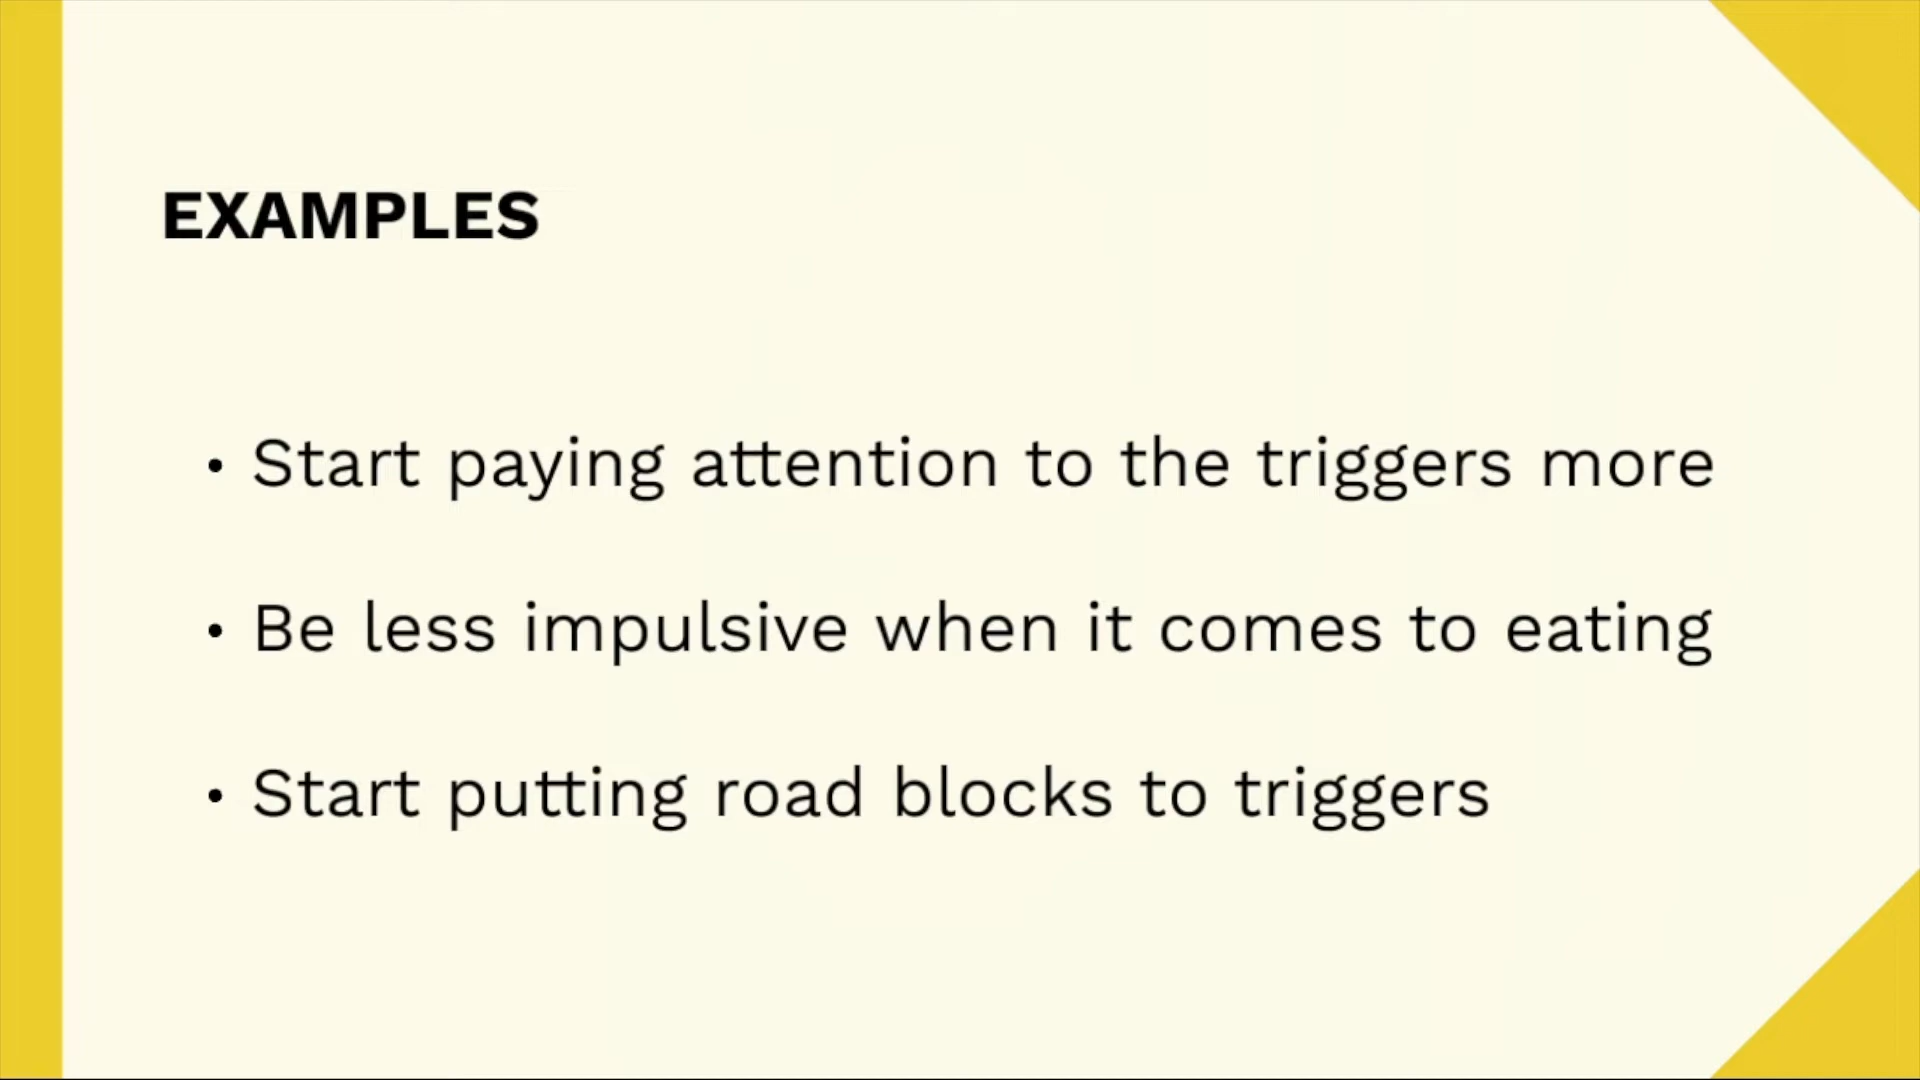 EXAMPLES
• Start paying attention to the triggers more
• Be less impulsive when it comes to eating
• Start putting road blocks to triggers